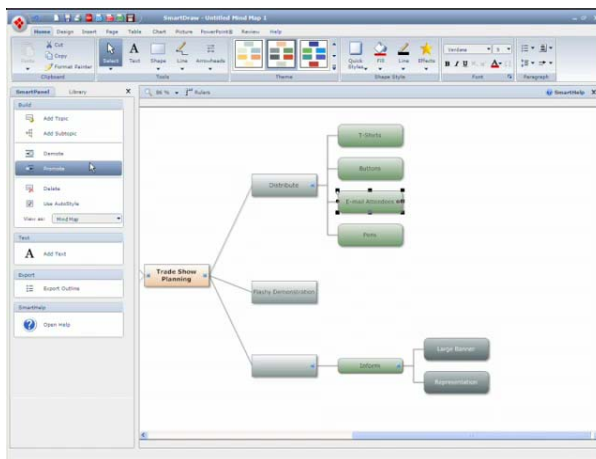 SmartDraw - Untitled Mind Map 1
Home Design Insert Page Table Chart Picture PowerPoint® Review Help
Cut
Copy
Format Painter
Clipboard
Select
Text
Shape
Line
Arrowheads
Tools
Theme
Quick Styles
Fill
Line
Effects
Shape Style
Verdana
B I U
Font
Paragraph
SmartPanel Library X
86 % Rulers
SmartHelp X
Build
Add Topic
Add Subtopic
Demote
Promote
Delete
Use AutoStyle
View as: Mind Map
Text
A Add Text
Export
Export Outline
SmartHelp
Open Help
T-Shirts
Buttons
Distribute
E-mail Attendees
Pens
Trade Show
Planning
Flashy Demonstration
Large Banner
Inform
Representation